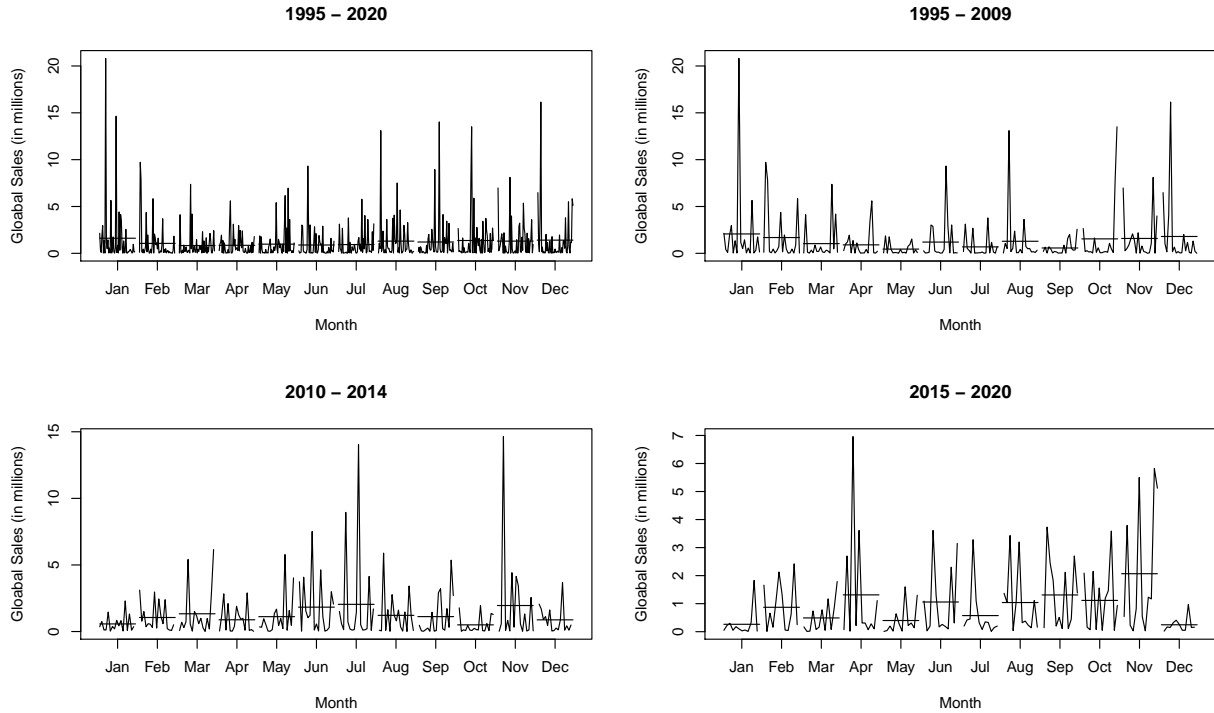 1995 − 2020
Gloabal Sales (in millions)
0 5 10 15 20
Jan Feb Mar Apr May Jun Jul Aug Sep Oct Nov Dec
Month
1995 − 2009
Gloabal Sales (in millions)
0 5 10 15 20
Jan Feb Mar Apr May Jun Jul Aug Sep Oct Nov Dec
Month
2010 − 2014
Gloabal Sales (in millions)
0 5 10 15
Jan Feb Mar Apr May Jun Jul Aug Sep Oct Nov Dec
Month
2015 − 2020
Gloabal Sales (in millions)
0 1 2 3 4 5 6 7
Jan Feb Mar Apr May Jun Jul Aug Sep Oct Nov Dec
Month